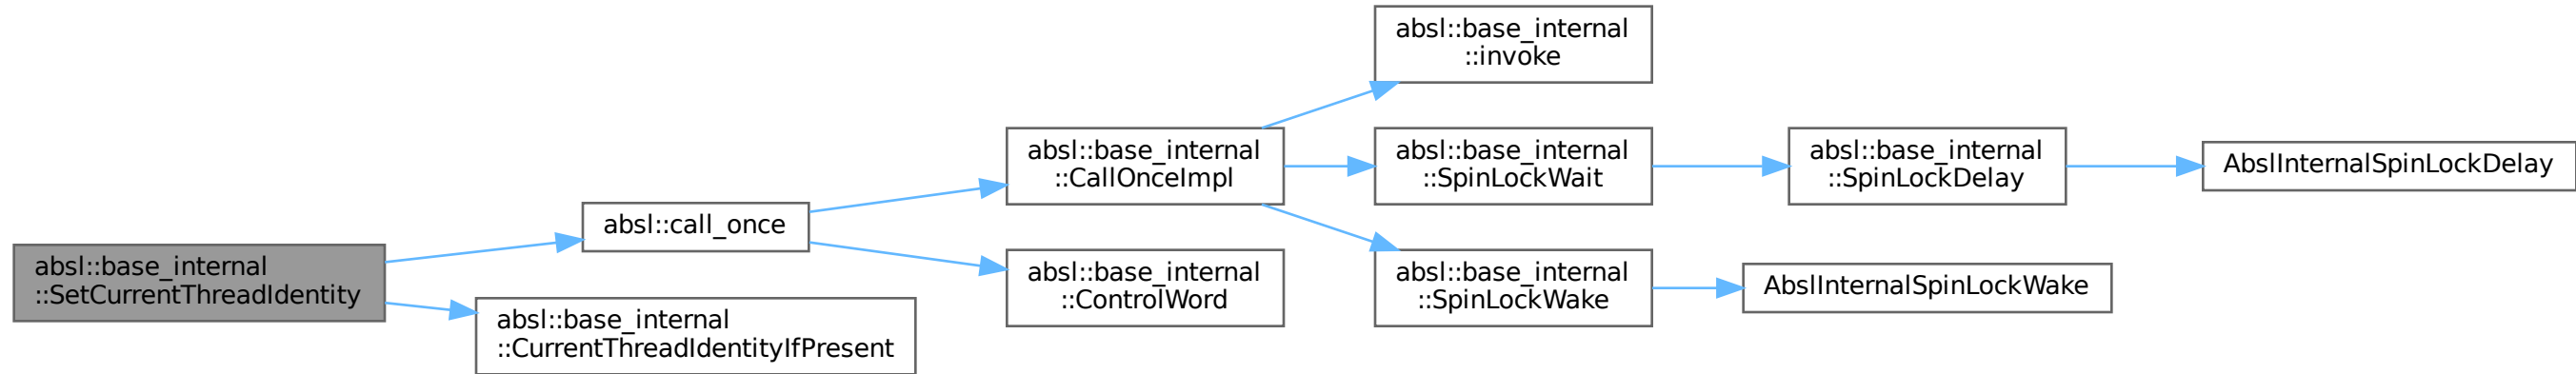 absl::base_internal
::SetCurrentThreadIdentity
absl::call_once
absl::base_internal
::CurrentThreadIdentityIfPresent
absl::base_internal
::CallOnceImpl
absl::base_internal
::ControlWord
absl::base_internal
::invoke
absl::base_internal
::SpinLockWait
absl::base_internal
::SpinLockWake
absl::base_internal
::SpinLockDelay
AbslInternalSpinLockWake
AbslInternalSpinLockDelay